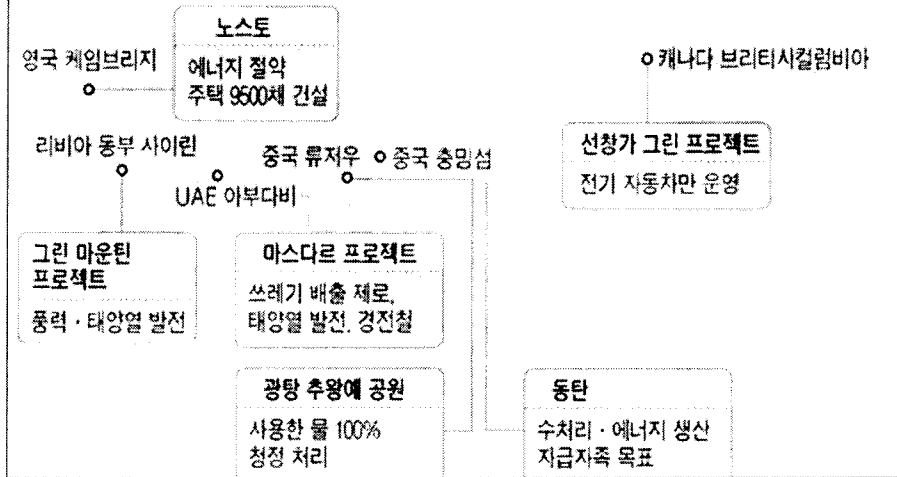 노스토
영국 케임브리지
에너지 절약
주택 9500채 건설
캐나다 브리티시컬럼비아
선창가 그린 프로젝트
전기 자동차만 운영
리비아 동부 사이린
중국 류저우
중국 충밍섬
UAE 아부다비
그린 마운틴
프로젝트
풍력 · 태양열 발전
마스다르 프로젝트
쓰레기 배출 제로,
태양열 발전, 경전철
광탕 추왕예 공원
사용한 물 100%
청정 처리
동탄
수처리 · 에너지 생산
자급자족 목표